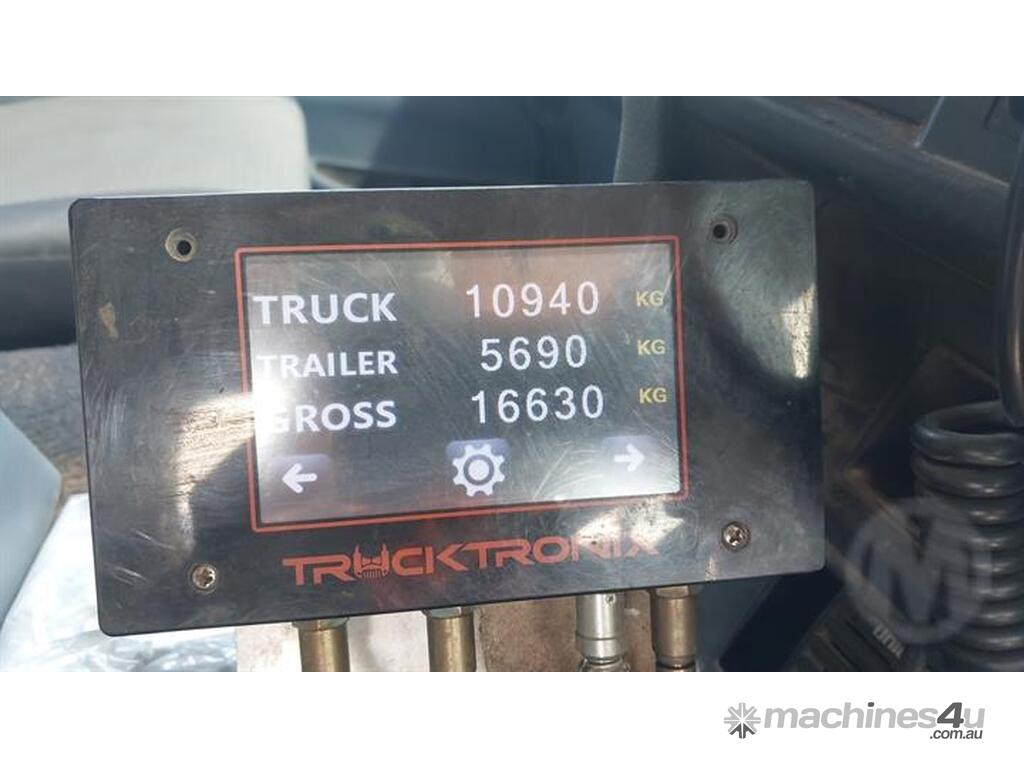 TRUCK 10940 KG
TRAILER 5690 KG
GROSS 16630 KG
TRUCKTRONIX
M
machines4u
.com.au